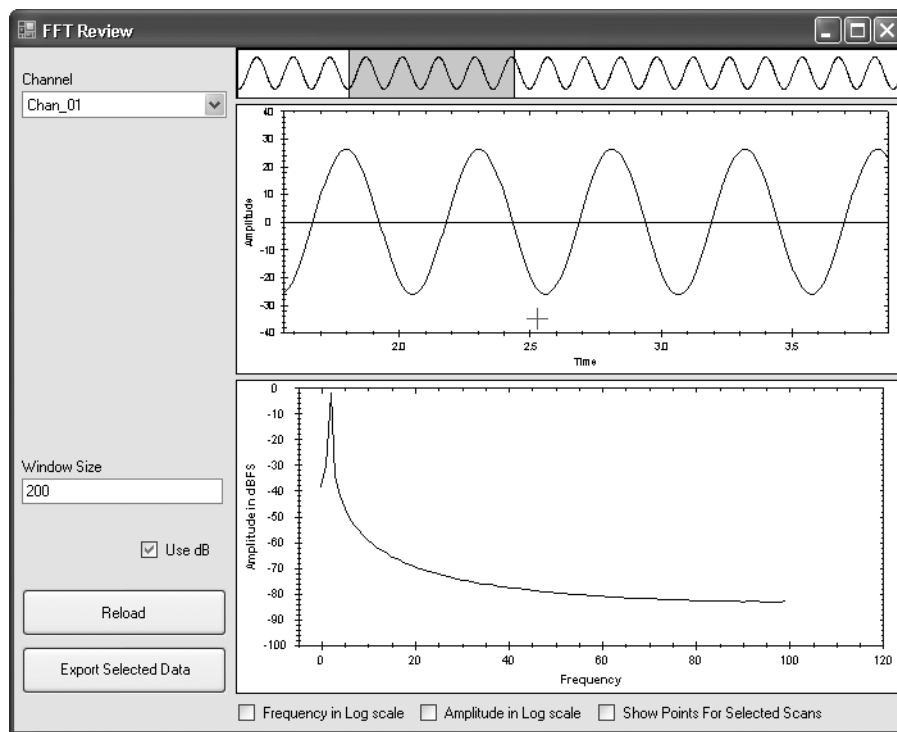 FFT Review
Channel
Chan_01
Window Size
200
Use dB
Reload
Export Selected Data
40
30
20
10
0
-10
-20
-30
-40
Amplitude
2.0 2.5 3.0 3.5
Time
0
-10
-20
-30
-40
-50
-60
-70
-80
-90
-100
Amplitude in dBFS
0 20 40 60 80 100 120
Frequency
Frequency in Log scale Amplitude in Log scale Show Points For Selected Scans